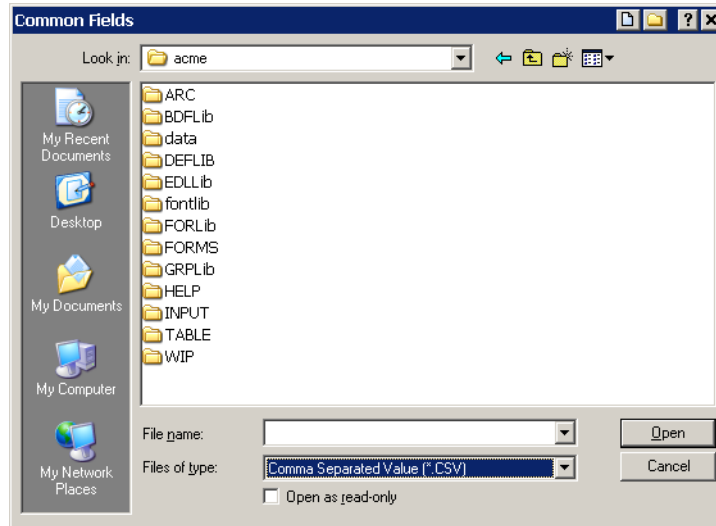 Common Fields
Look in:
acme
My Recent
Documents
Desktop
My Documents
My Computer
My Network
Places
ARC
BDFLib
data
DEFLIB
EDLLib
fontlib
FORLib
FORMS
GRPLib
HELP
INPUT
TABLE
WIP
File name:
Open
Files of type:
Comma Separated Value (*.CSV)
Cancel
Open as read-only